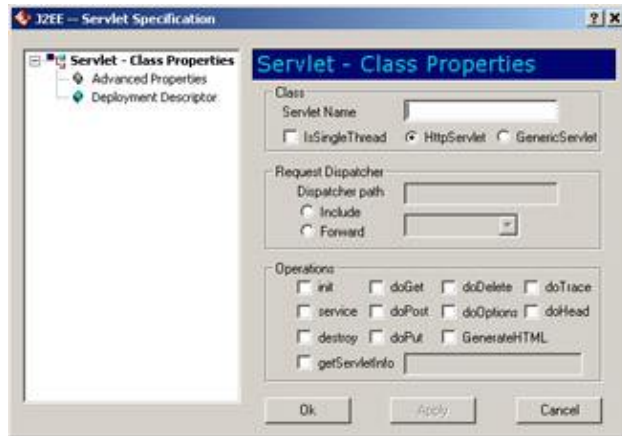 J2EE -- Servlet Specification
Servlet - Class Properties
Advanced Properties
Deployment Descriptor
Servlet - Class Properties
Class
Servlet Name
IsSingleThread HttpServlet GenericServlet
Request Dispatcher
Dispatcher path
Include
Forward
Operations
init doGet doDelete doTrace
service doPost doOptions doHead
destroy doPut GenerateHTML
getServletInfo
Ok Apply Cancel